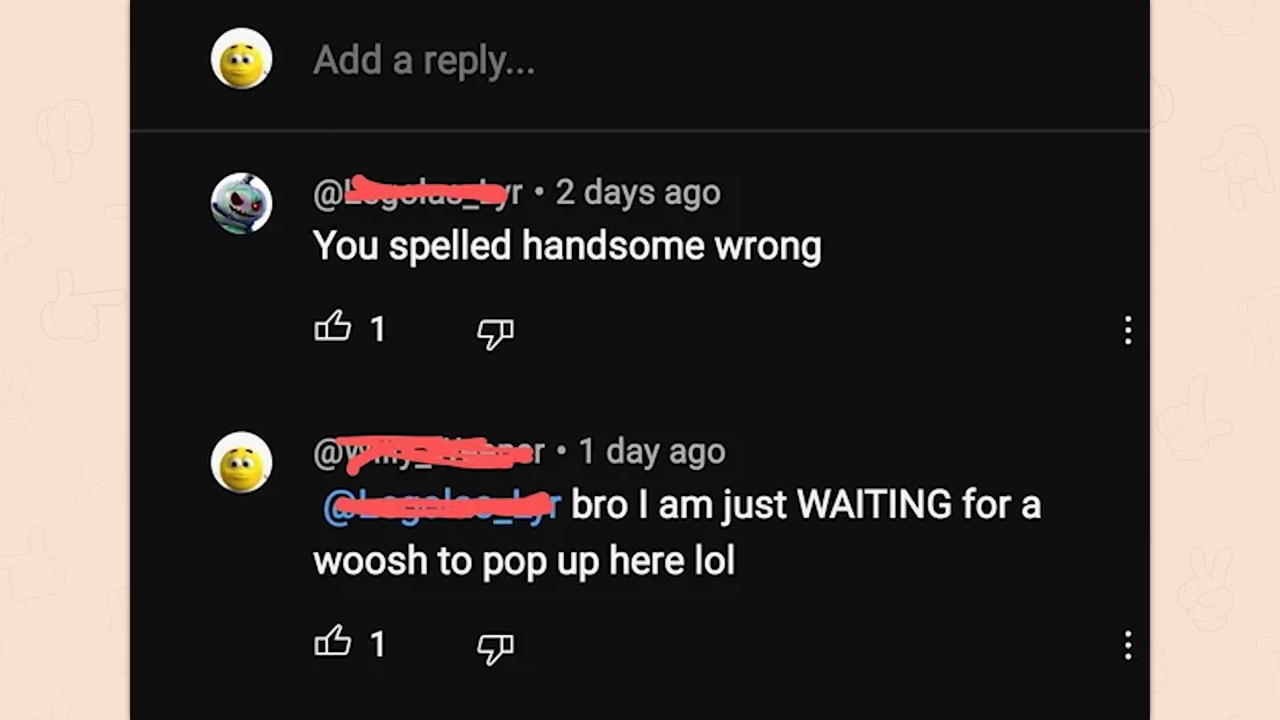 Add a reply...
• 2 days ago
You spelled handsome wrong
1
• 1 day ago
bro I am just WAITING for a
woosh to pop up here lol
1